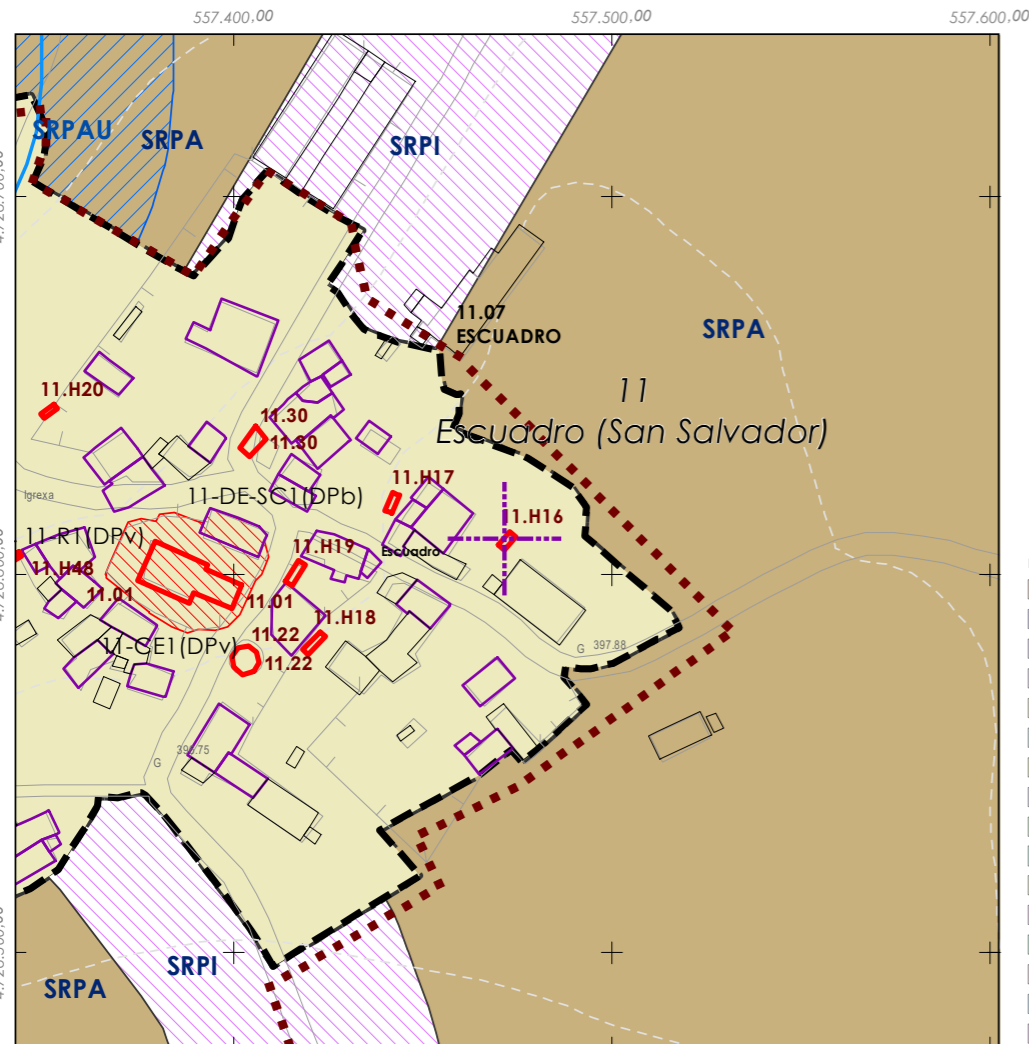 557.400,00
557.500,00
557.600,00
SRPAU
SRPA
SRPI
11.07
ESCUADRO
SRPA
11
Escuadro (San Salvador)
11.H20
11.30
11.30
11.H17
Igrexa
11-DE-SC1(DPb)
1.H16
11-R1(DPv)
11.H19
Escuadro
11.H48
11.01
11.01
11.H18
11.22
11-CE1(DPv)
11.22
G
397.88
G
SRPI
SRPA